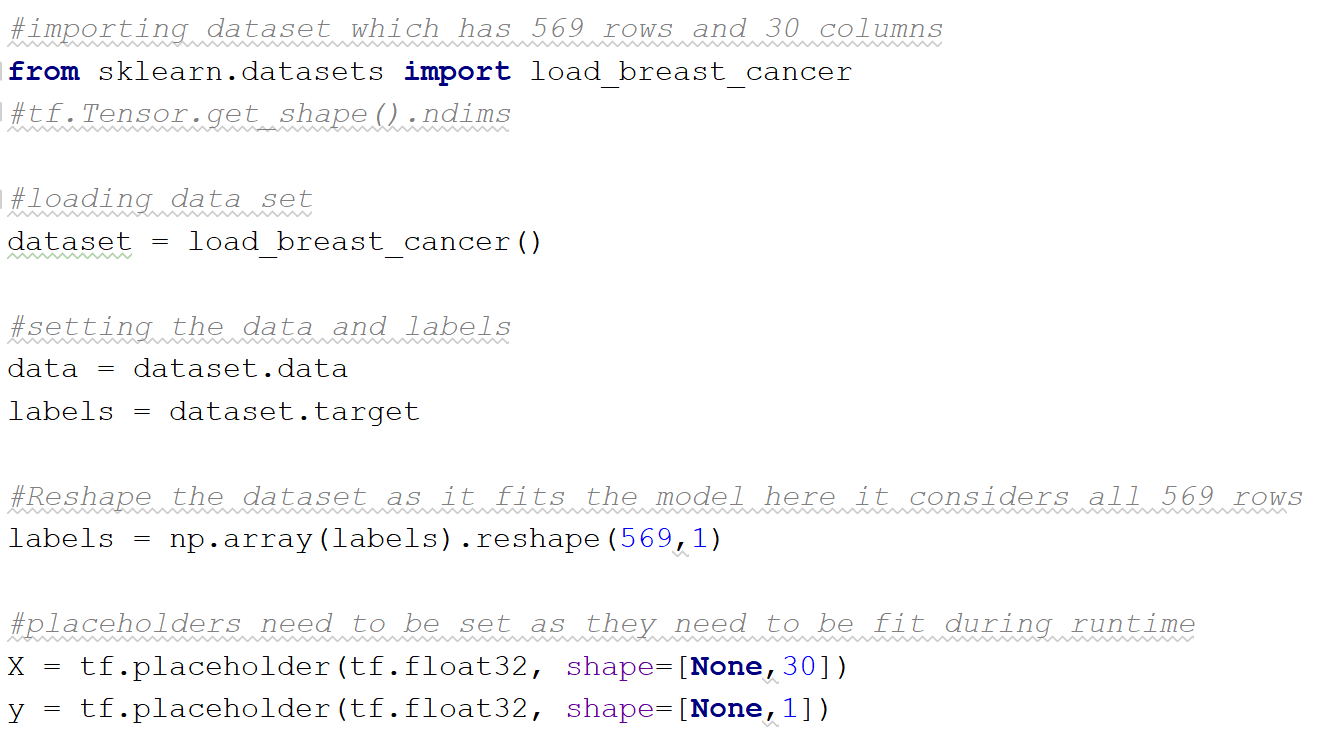 #importing dataset which has 569 rows and 30 columns
from sklearn.datasets import load_breast_cancer
#tf.Tensor.get_shape().ndims
#loading data set
dataset = load_breast_cancer()
#setting the data and labels
data = dataset.data
labels = dataset.target
#Reshape the dataset as it fits the model here it considers all 569 rows
labels = np.array(labels).reshape(569,1)
#placeholders need to be set as they need to be fit during runtime
X = tf.placeholder(tf.float32, shape=[None,30])
y = tf.placeholder(tf.float32, shape=[None,1])